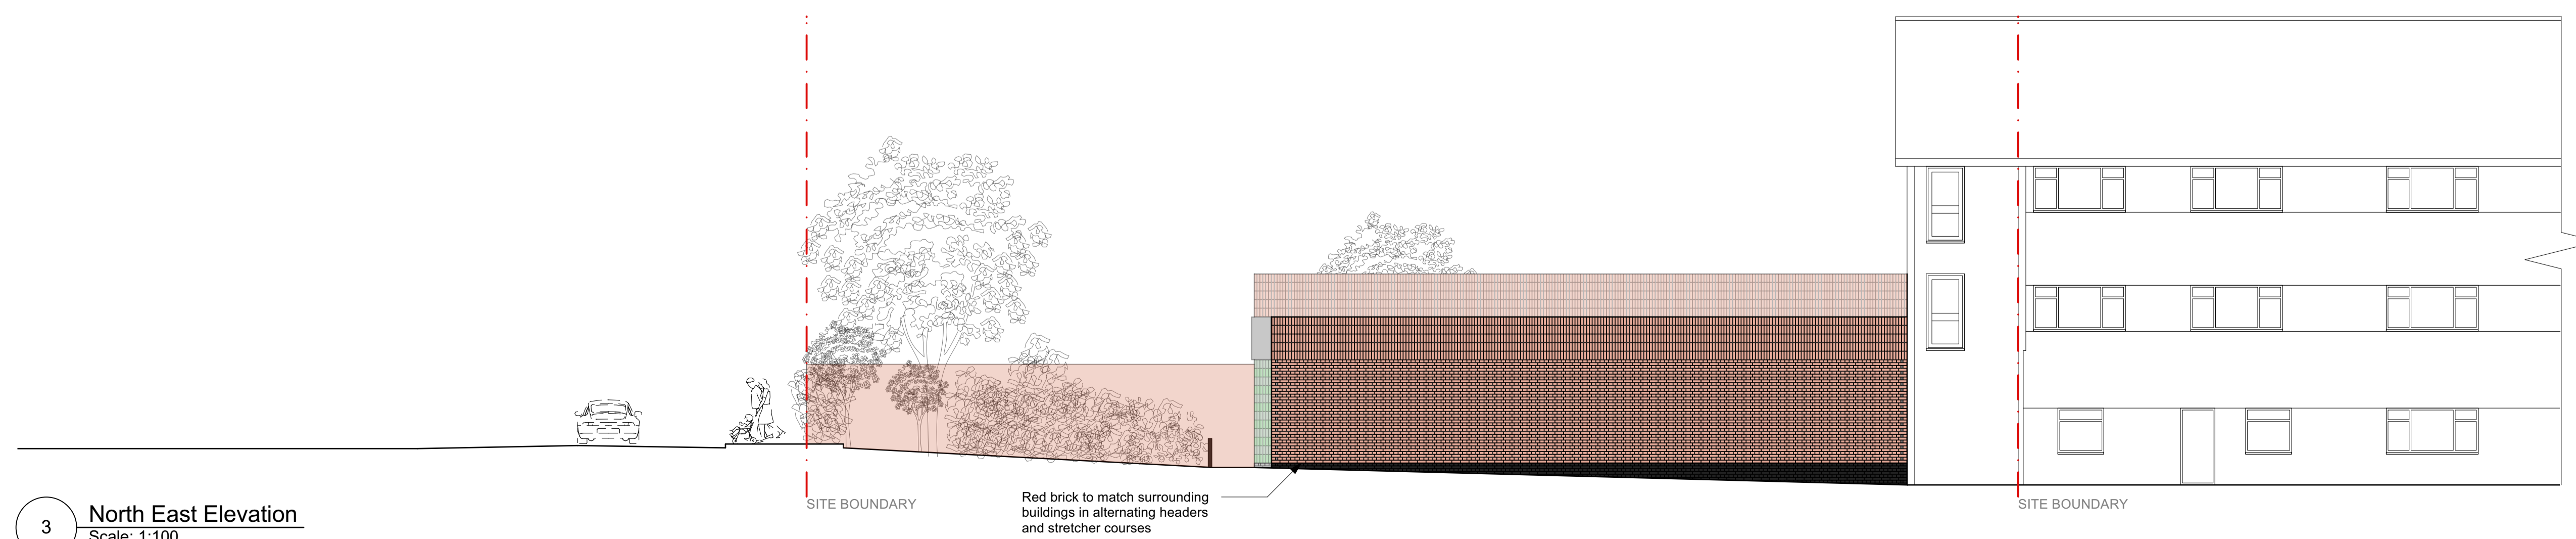 SITE BOUNDARY
SITE BOUNDARY
Red brick to match surrounding
buildings in alternating headers
and stretcher courses
3
North East Elevation
Scale: 1:100